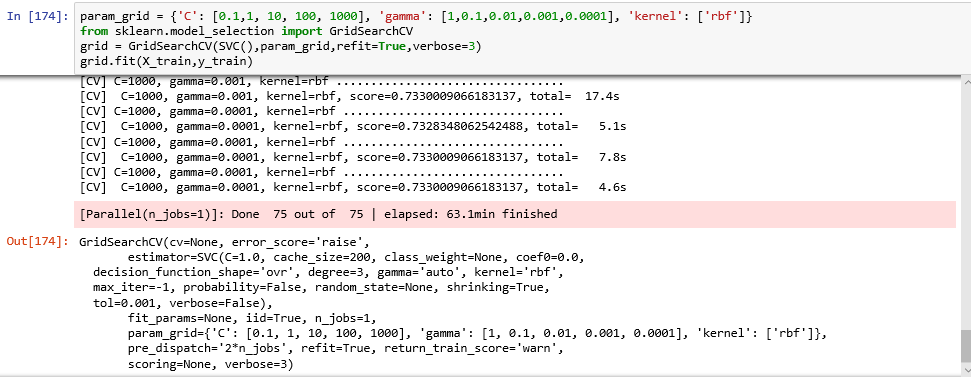 In [174]: param_grid = {'C': [0.1,1, 10, 100, 1000], 'gamma': [1,0.1,0.01,0.001,0.0001], 'kernel': ['rbf']}
from sklearn.model_selection import GridSearchCV
grid = GridSearchCV(SVC(),param_grid,refit=True,verbose=3)
grid.fit(X_train,y_train)
[CV] C=1000, gamma=0.001, kernel=rbf ................................
[CV]  C=1000, gamma=0.001, kernel=rbf, score=0.7330009066183137, total=  17.4s
[CV] C=1000, gamma=0.0001, kernel=rbf ...............................
[CV]  C=1000, gamma=0.0001, kernel=rbf, score=0.7328348062542488, total=   5.1s
[CV] C=1000, gamma=0.0001, kernel=rbf ...............................
[CV]  C=1000, gamma=0.0001, kernel=rbf, score=0.7330009066183137, total=   7.8s
[CV] C=1000, gamma=0.0001, kernel=rbf ...............................
[CV]  C=1000, gamma=0.0001, kernel=rbf, score=0.7330009066183137, total=   4.6s
[Parallel(n_jobs=1)]: Done  75 out of  75 | elapsed: 63.1min finished
Out[174]: GridSearchCV(cv=None, error_score='raise',
estimator=SVC(C=1.0, cache_size=200, class_weight=None, coef0=0.0,
decision_function_shape='ovr', degree=3, gamma='auto', kernel='rbf',
max_iter=-1, probability=False, random_state=None, shrinking=True,
tol=0.001, verbose=False),
fit_params=None, iid=True, n_jobs=1,
param_grid={'C': [0.1, 1, 10, 100, 1000], 'gamma': [1, 0.1, 0.01, 0.001, 0.0001], 'kernel': ['rbf']},
pre_dispatch='2*n_jobs', refit=True, return_train_score='warn',
scoring=None, verbose=3)